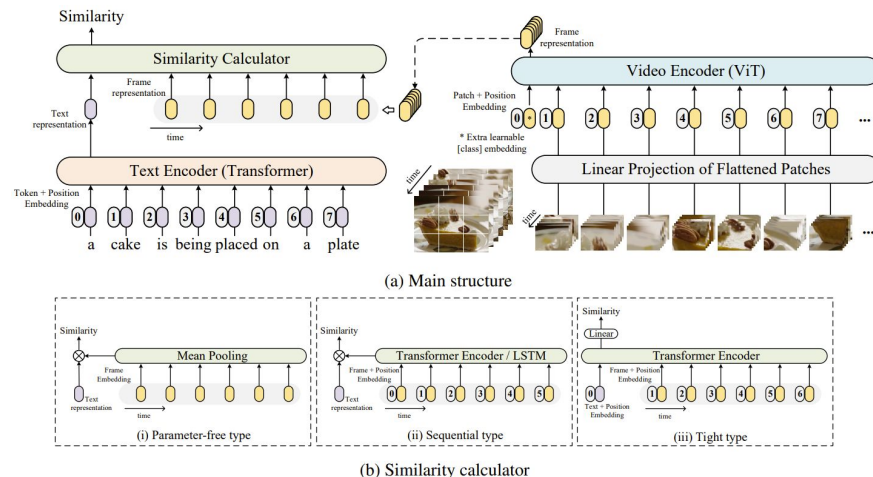 Similarity
Similarity Calculator
Frame
representation
Text
representation
time
Text Encoder (Transformer)
Token + Position
Embedding
0 1 2 3 4 5 6 7
a cake is being placed on a plate
Frame
representation
Video Encoder (ViT)
Patch + Position
Embedding
0 * 1 2 3 4 5 6 7 ...
* Extra learnable
[class] embedding
Linear Projection of Flattened Patches
time
time
...
(a) Main structure
Similarity
Mean Pooling
Frame
Embedding
Text
representation
time
(i) Parameter-free type
Similarity
Transformer Encoder / LSTM
Frame + Position
Embedding
0 1 2 3 4 5
Text
representation
time
(ii) Sequential type
Similarity
Linear
Transformer Encoder
Frame + Position
Embedding
0 1 2 3 4 5 6
Text + Position
Embedding
time
(iii) Tight type
(b) Similarity calculator